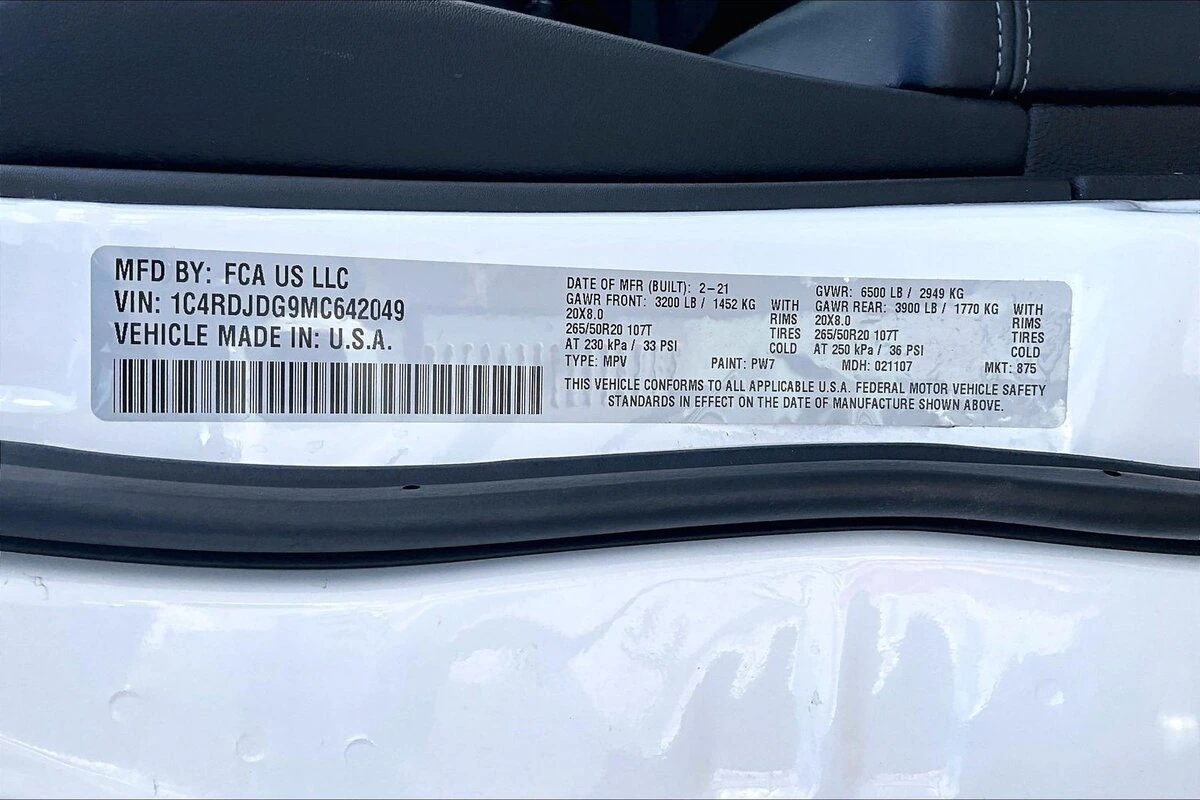 MFD BY: FCA US LLC
VIN: 1C4RDJDG9MC642049
VEHICLE MADE IN: U.S.A.
DATE OF MFR (BUILT): 2-21
GAWR FRONT: 3200 LB / 1452 KG WITH
20X8.0 RIMS
265/50R20 107T TIRES
AT 230 kPa / 33 PSI COLD
GVWR: 6500 LB / 2949 KG
GAWR REAR: 3900 LB / 1770 KG WITH
20X8.0 RIMS
265/50R20 107T TIRES
AT 250 kPa / 36 PSI COLD
TYPE: MPV PAINT: PW7 MDH: 021107 MKT: 875
THIS VEHICLE CONFORMS TO ALL APPLICABLE U.S.A. FEDERAL MOTOR VEHICLE SAFETY
STANDARDS IN EFFECT ON THE DATE OF MANUFACTURE SHOWN ABOVE.